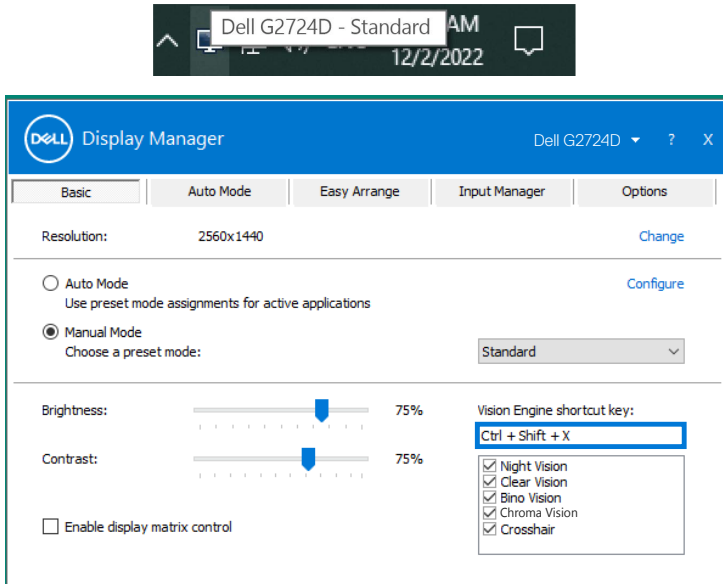 Dell G2724D - Standard
AM
12/2/2022
DELL Display Manager
Dell G2724D ? X
Basic Auto Mode Easy Arrange Input Manager Options
Resolution: 2560x1440 Change
Auto Mode Configure
Use preset mode assignments for active applications
Manual Mode
Choose a preset mode: Standard
Brightness: 75% Vision Engine shortcut key:
Ctrl + Shift + X
Contrast: 75%
Night Vision
Clear Vision
Bino Vision
Chroma Vision
Crosshair
Enable display matrix control